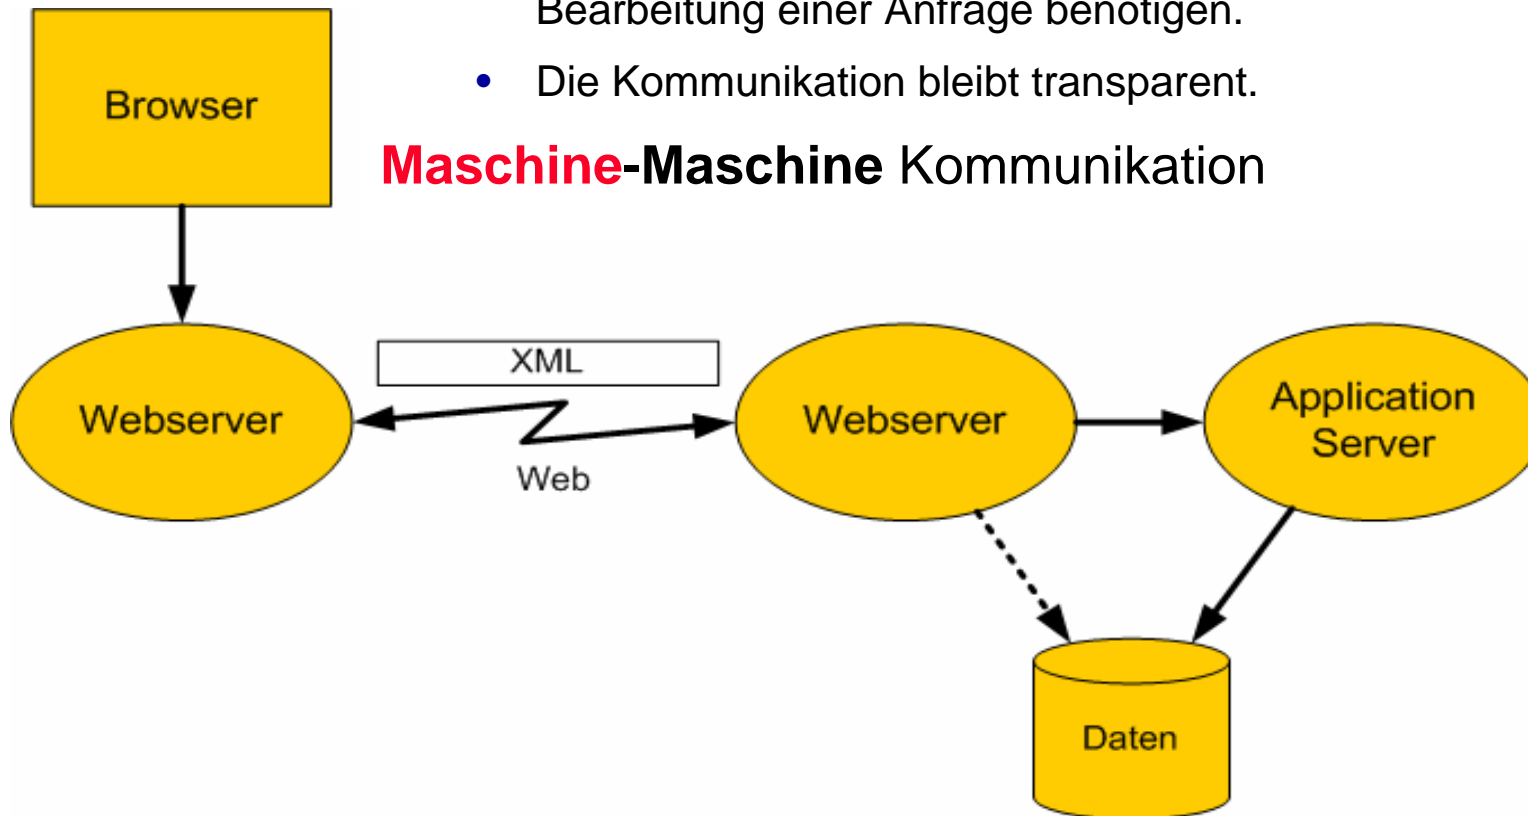 Bearbeitung einer Anfrage benötigen.
• Die Kommunikation bleibt transparent.
Browser
Maschine-Maschine Kommunikation
XML
Webserver
Web
Webserver
Application
Server
Daten